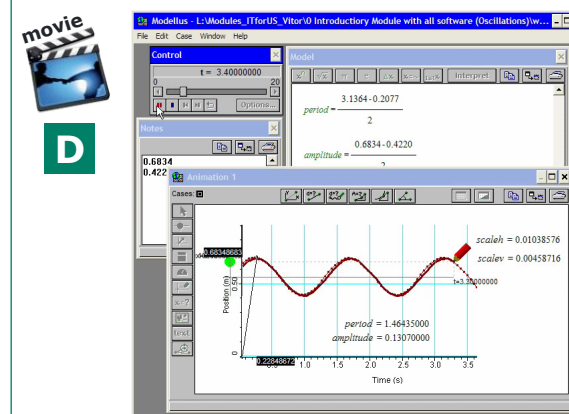 movie
D
Modellus - L:\Modules_ITforUS_Vitor\0 Introductiory Module with all software (Oscillations)\w...
File Edit Case Window Help
Control
t = 3.40000000
0 20
Options...
Model
Interpret
period = 3.1364-0.2077
2
amplitude = 0.6834-0.4220
2
Notes
0.6834
0.422
Animation 1
Cases:
text
0.68348683
scaleh = 0.01038576
scalev = 0.00458716
t=3.30000000
Position (m)
0.50
0
period = 1.46435000
amplitude = 0.13070000
0.22848672
1.0 1.5 2.0 2.5 3.0 3.5
Time (s)